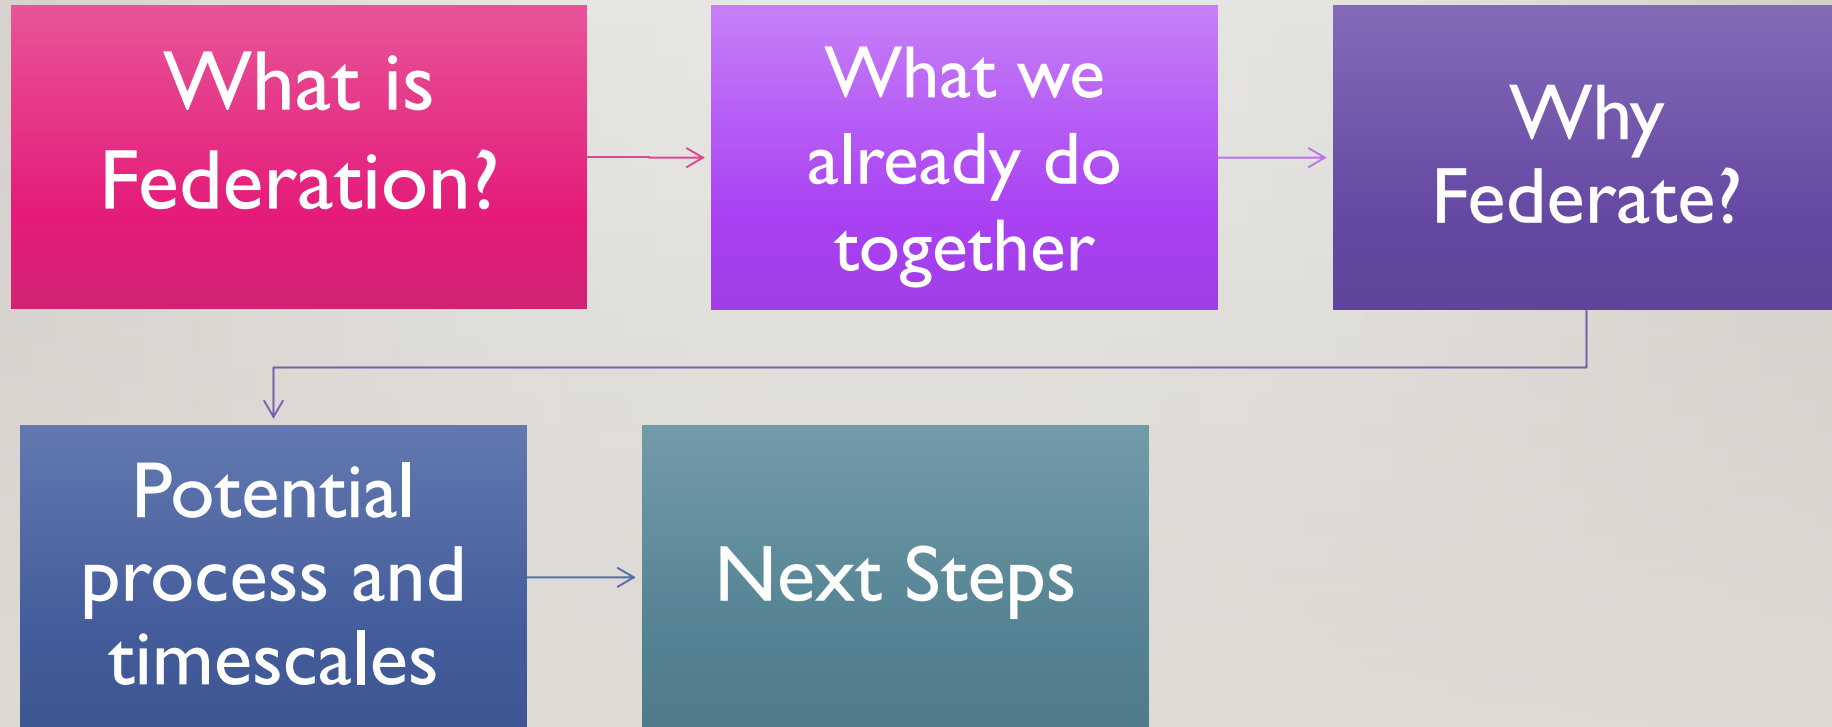 What is
Federation?
What we
already do
together
Why
Federate?
Potential
process and
timescales
Next Steps